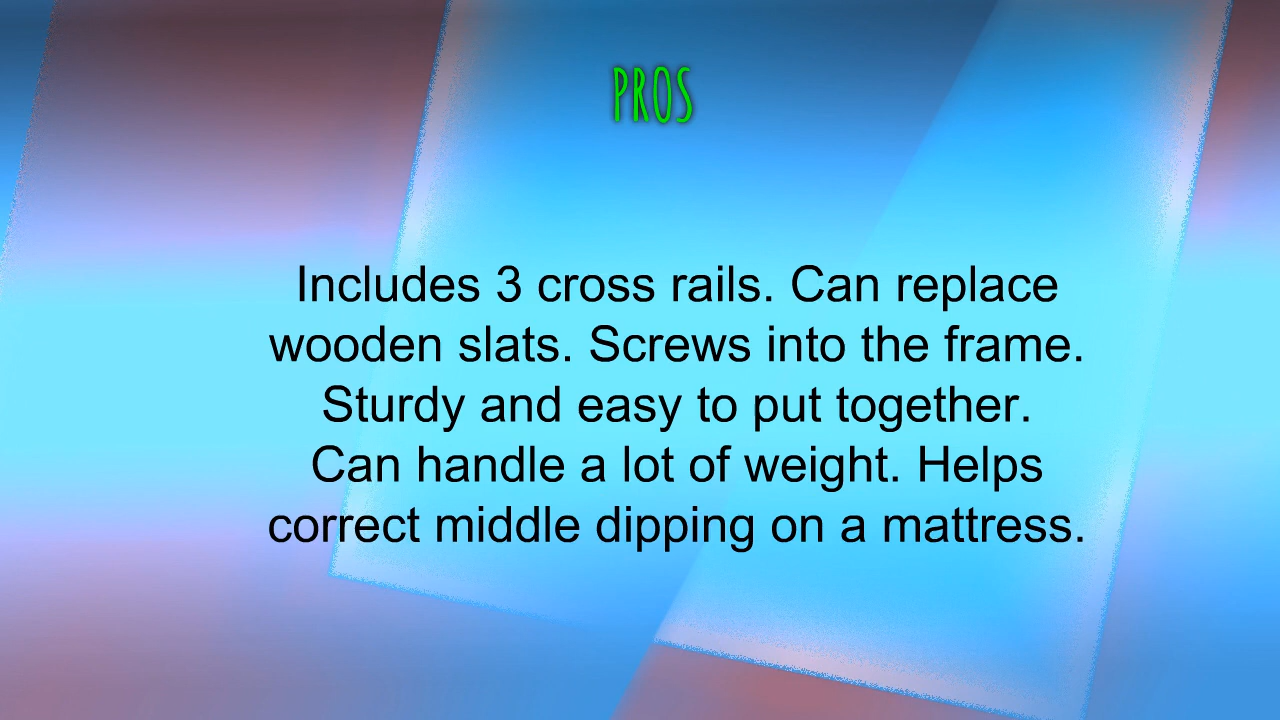 PROS
Includes 3 cross rails. Can replace
wooden slats. Screws into the frame.
Sturdy and easy to put together.
Can handle a lot of weight. Helps
correct middle dipping on a mattress.